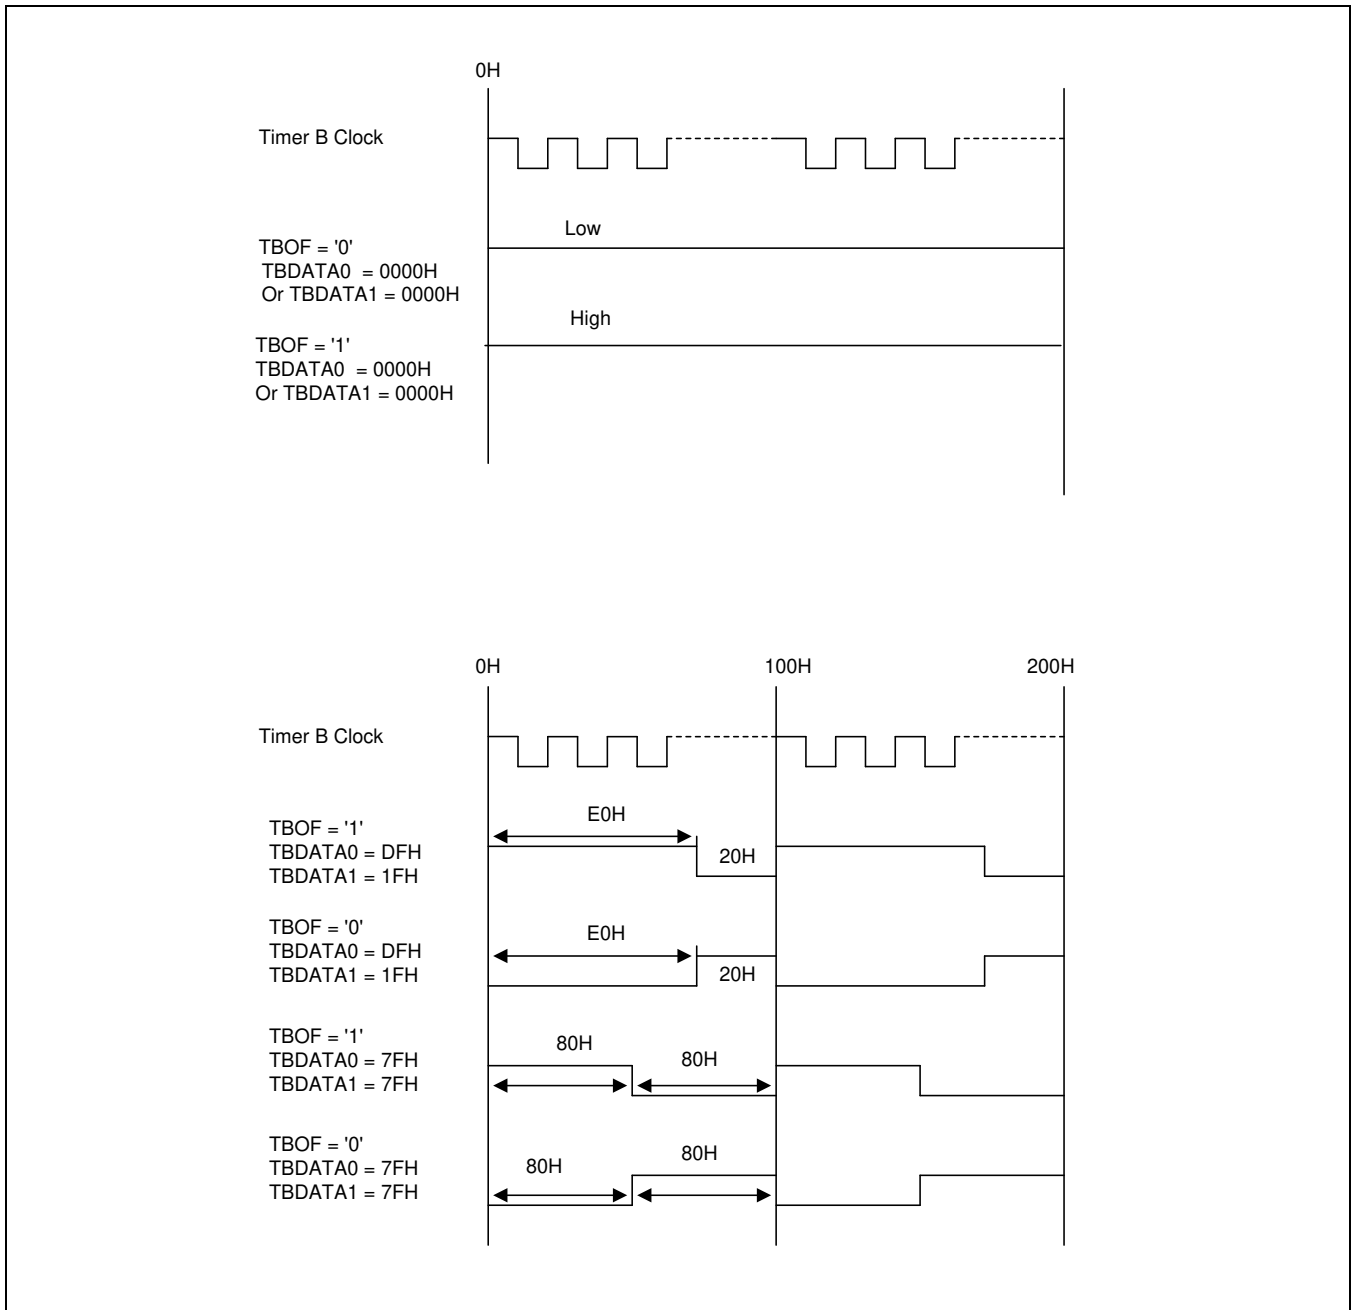 0H
Timer B Clock
Low
TBOF = '0'
TBDATA0 = 0000H
Or TBDATA1 = 0000H
High
TBOF = '1'
TBDATA0 = 0000H
Or TBDATA1 = 0000H
0H 100H 200H
Timer B Clock
E0H
TBOF = '1'
TBDATA0 = DFH
TBDATA1 = 1FH
20H
TBOF = '0'
TBDATA0 = DFH
TBDATA1 = 1FH
E0H
20H
TBOF = '1'
TBDATA0 = 7FH
TBDATA1 = 7FH
80H
80H
TBOF = '0'
TBDATA0 = 7FH
TBDATA1 = 7FH
80H
80H